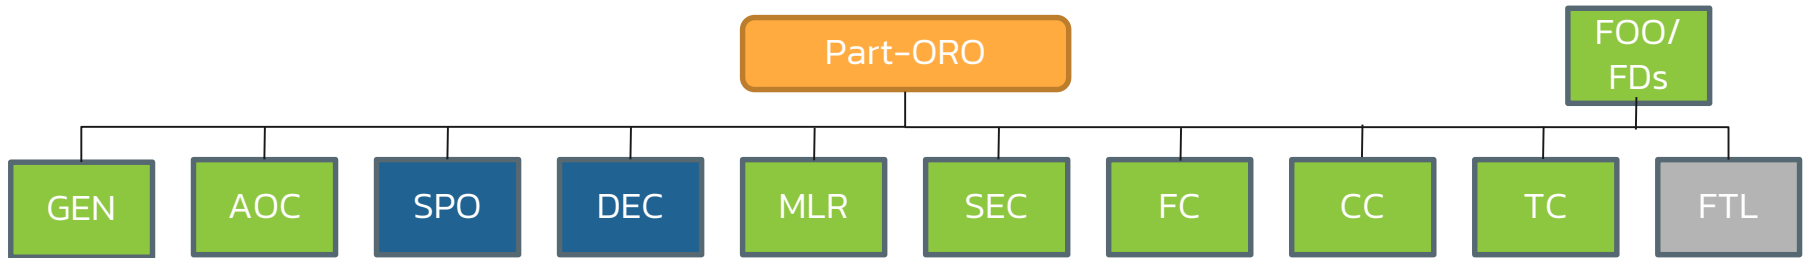 Part-ORO
FOO/
FDs
GEN
AOC
SPO
DEC
MLR
SEC
FC
CC
TC
FTL